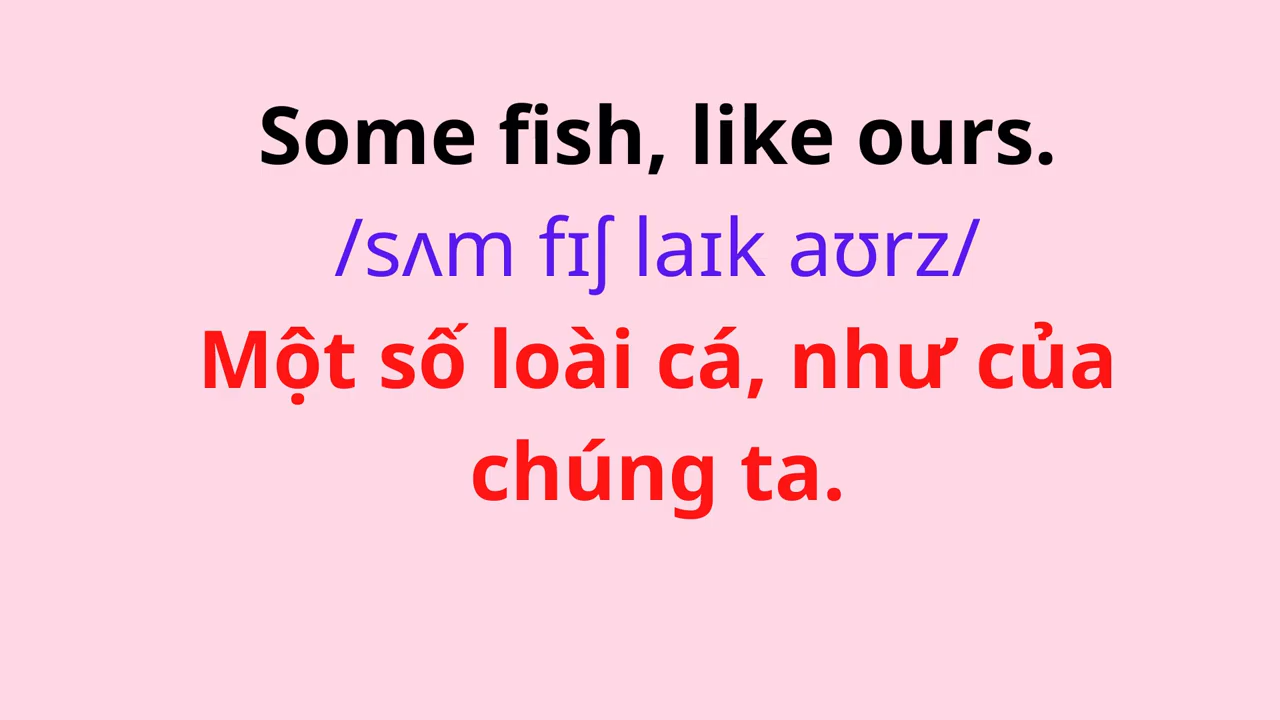 Some fish, like ours.
/sʌm fɪʃ laɪk aʊrz/
Một số loài cá, như của
chúng ta.